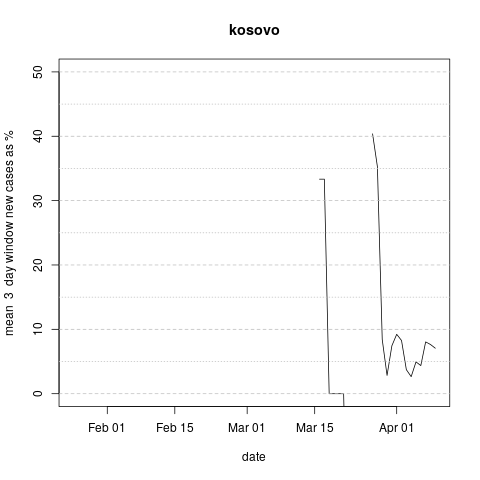 kosovo
mean  3  day window new cases as %
50
40
30
20
10
0
Feb 01
Feb 15
Mar 01
Mar 15
Apr 01
date